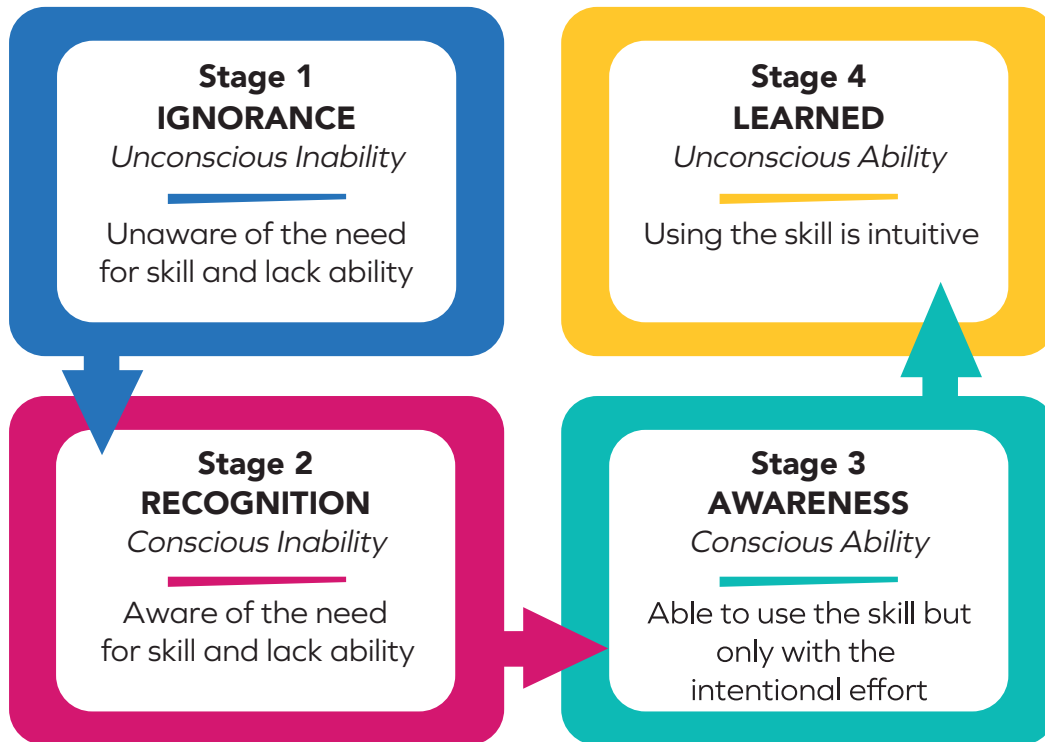 Stage 1
IGNORANCE
Unconscious Inability
Unaware of the need
for skill and lack ability
Stage 2
RECOGNITION
Conscious Inability
Aware of the need
for skill and lack ability
Stage 3
AWARENESS
Conscious Ability
Able to use the skill but
only with the
intentional effort
Stage 4
LEARNED
Unconscious Ability
Using the skill is intuitive